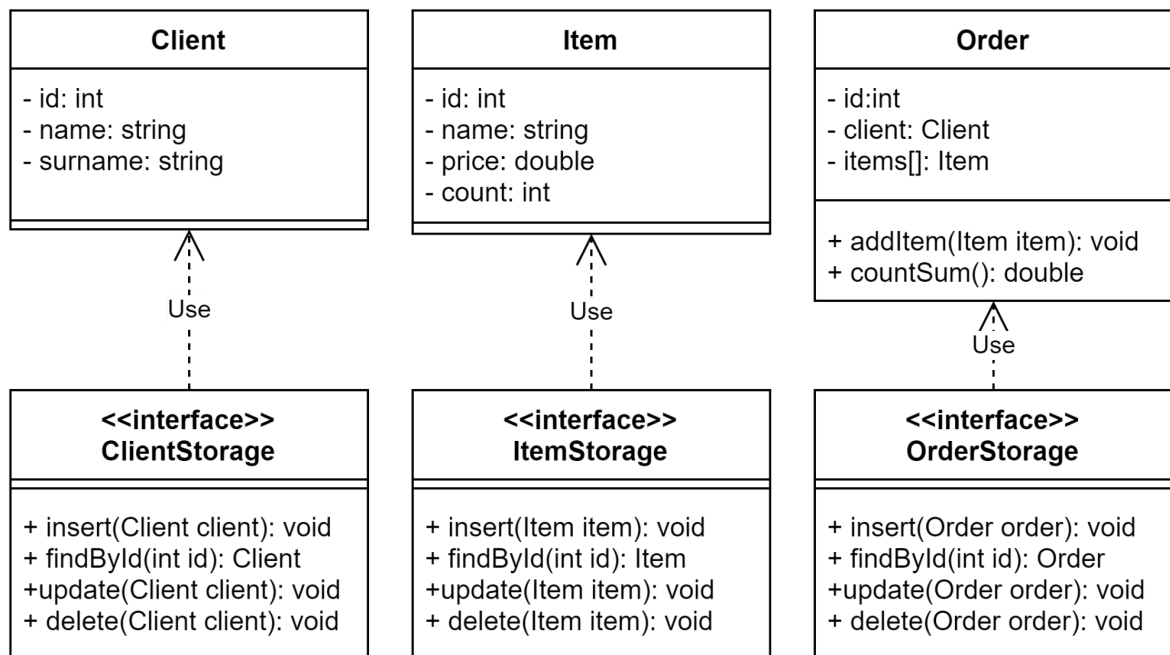 Client
- id: int
- name: string
- surname: string
Item
- id: int
- name: string
- price: double
- count: int
Order
- id:int
- client: Client
- items[]: Item
+ addItem(Item item): void
+ countSum(): double
Use
Use
Use
<<interface>>
ClientStorage
+ insert(Client client): void
+ findById(int id): Client
+update(Client client): void
+ delete(Client client): void
<<interface>>
ItemStorage
+ insert(Item item): void
+ findById(int id): Item
+update(Item item): void
+ delete(Item item): void
<<interface>>
OrderStorage
+ insert(Order order): void
+ findById(int id): Order
+update(Order order): void
+ delete(Order order): void